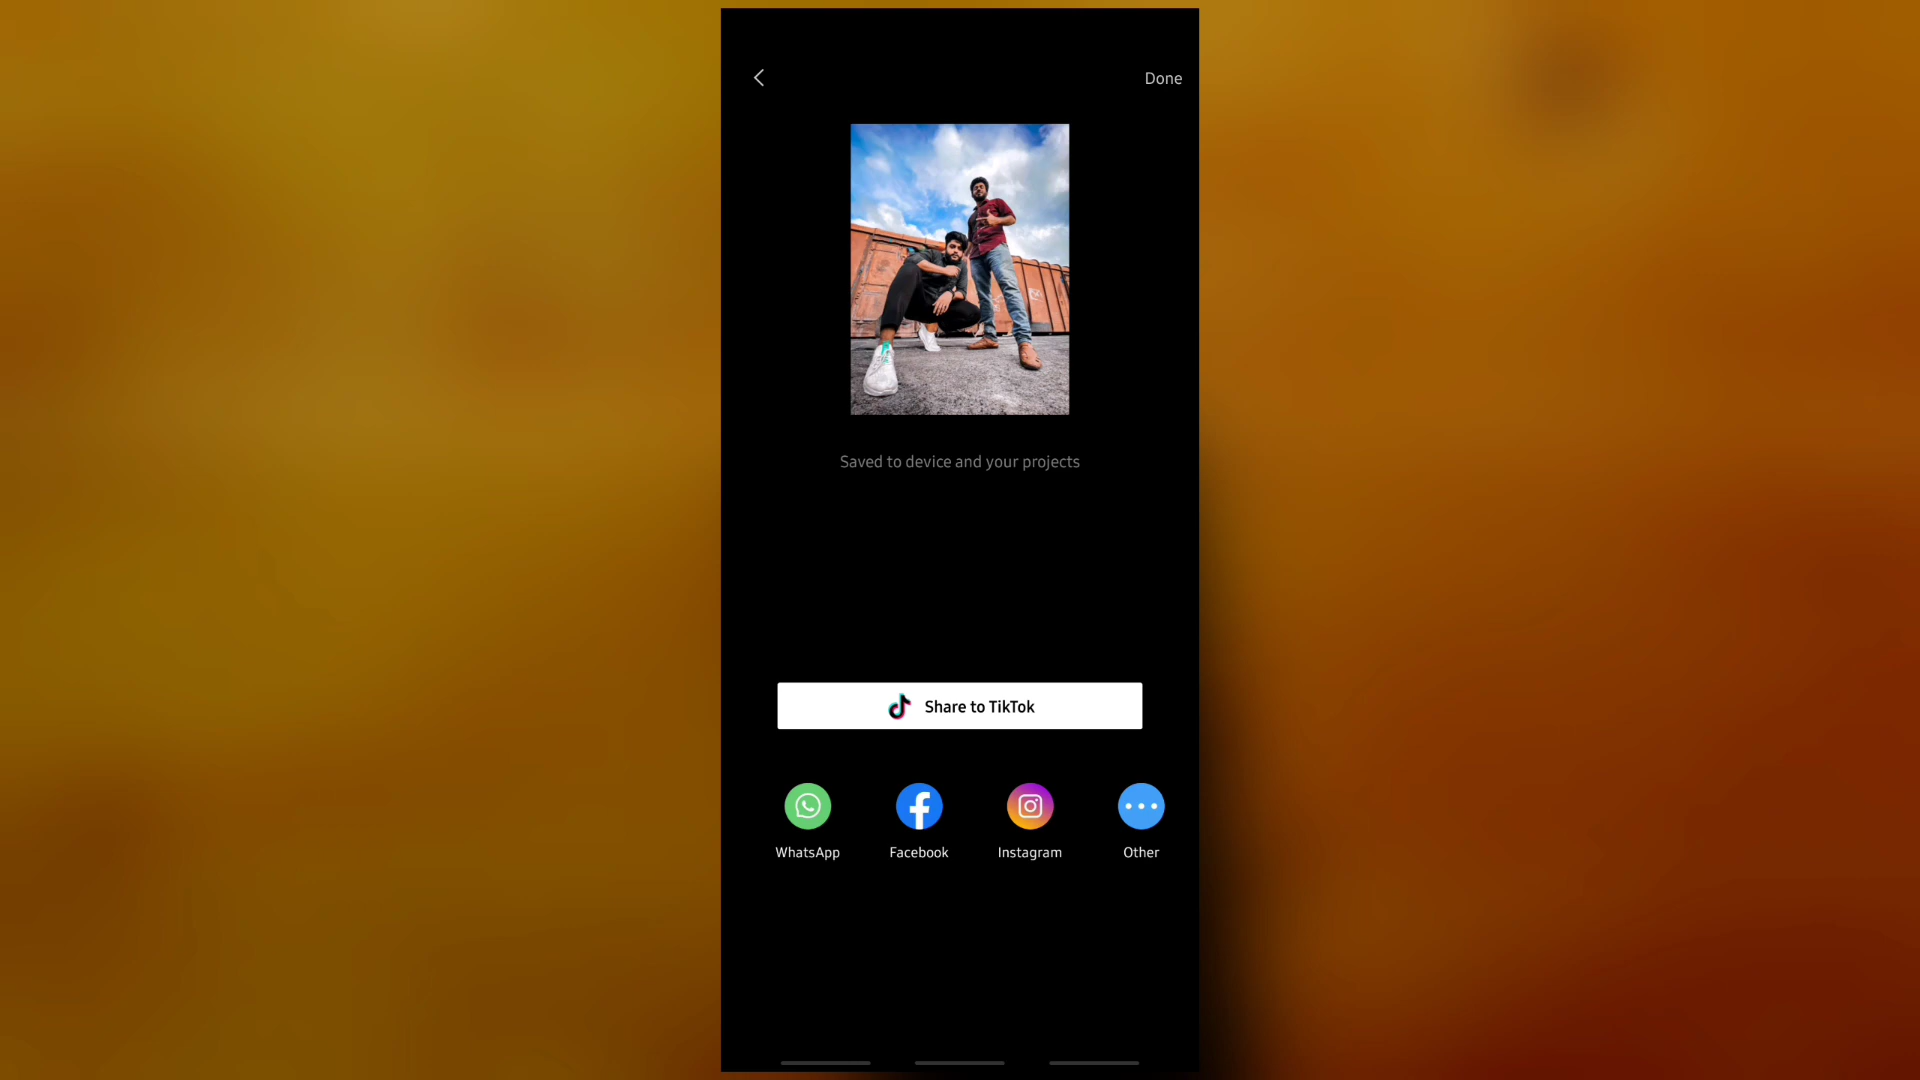 Done
Saved to device and your projects
Share to TikTok
WhatsApp Facebook Instagram Other